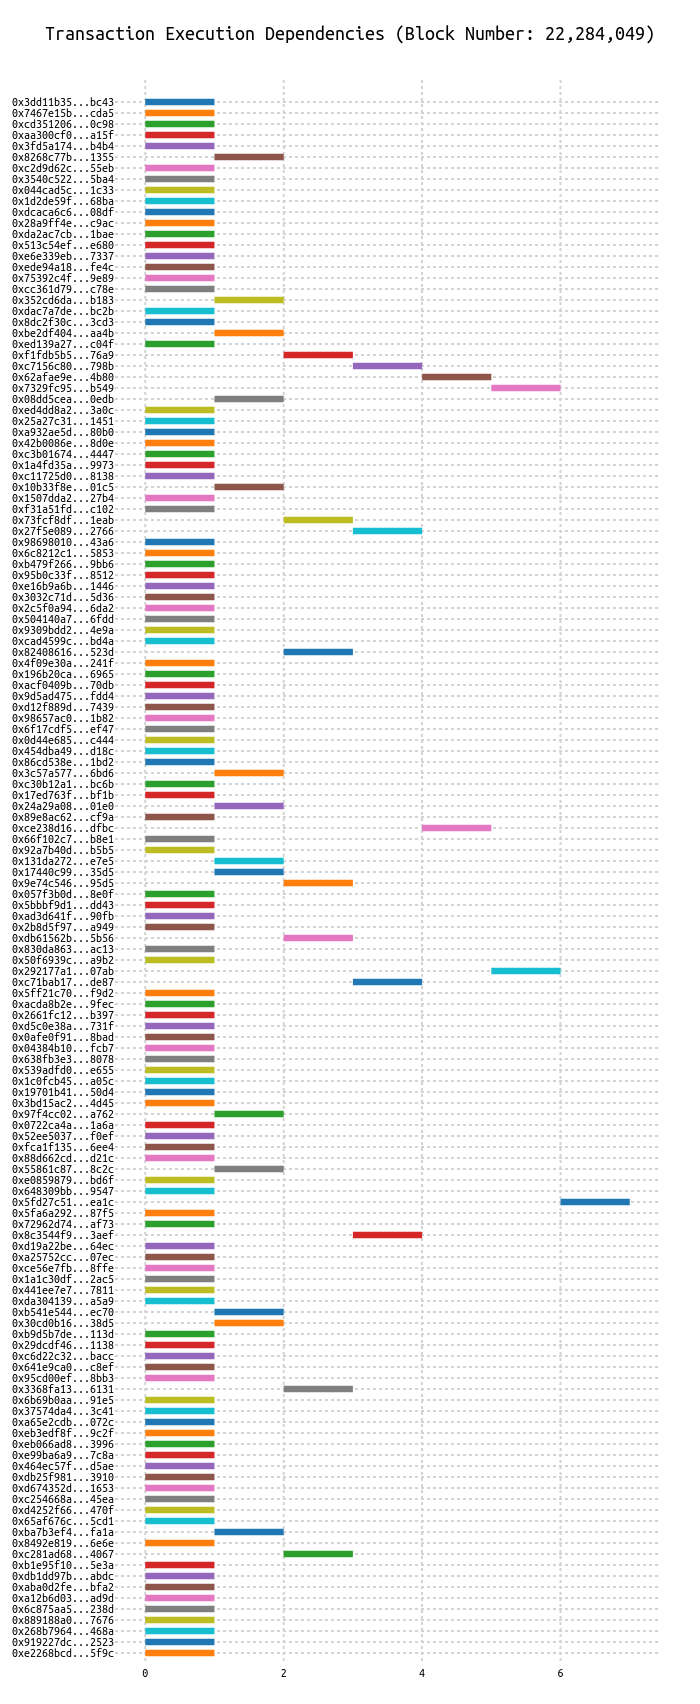 Transaction Execution Dependencies (Block Number: 22,284,049)
0x3dd11b35...bc43
0x7467e15b...cda5
0xcd351206...0c98
0xaa300cf0...a15f
0x3fd5a174...b4b4
0x8268c77b...1355
0xc2d9d62c...55eb
0x3540c522...5ba4
0x044cad5c...1c33
0x1d2de59f...68ba
0xdcaca6c6...08df
0x28a9ff4e...c9ac
0xda2ac7cb...1bae
0x513c54ef...e680
0xe6e339eb...7337
0xede94a18...fe4c
0x75392c4f...9e89
0xcc361d79...c78e
0x352cd6da...b183
0xdac7a7de...bc2b
0x8dc2f30c...3cd3
0xbe2df404...aa4b
0xed139a27...c04f
0xf1fdb5b5...76a9
0xc7156c80...798b
0x62afae9e...4b80
0x7329fc95...b549
0x08dd5cea...0edb
0xed4dd8a2...3a0c
0x25a27c31...1451
0xa932ae5d...80b0
0x42b0086e...8d0e
0xc3b01674...4447
0x1a4fd35a...9973
0xc11725d0...8138
0x10b33f8e...01c5
0x1507dda2...27b4
0xf31a51fd...c102
0x73fcf8df...1eab
0x27f5e089...2766
0x98698010...43a6
0x6c8212c1...5853
0xb479f266...9bb6
0x95b0c33f...8512
0xe16b9a6b...1446
0x3032c71d...5d36
0x2c5f0a94...6da2
0x504140a7...6fdd
0x9309bdd2...4e9a
0xcad4599c...bd4a
0x82408616...523d
0x4f09e30a...241f
0x196b20ca...6965
0xacf0409b...70db
0x9d5ad475...fdd4
0xd12f889d...7439
0x98657ac0...1b82
0x6f17cdf5...ef47
0x0d44e685...c444
0x454dba49...d18c
0x86cd538e...1bd2
0x3c57a577...6bd6
0xc30b12a1...bc6b
0x17ed763f...bf1b
0x24a29a08...01e0
0x89e8ac62...cf9a
0xce238d16...dfbc
0x66f102c7...b8e1
0x92a7b40d...b5b5
0x131da272...e7e5
0x17440c99...35d5
0x9e74c546...95d5
0x057f3b0d...8e0f
0x5bbbf9d1...dd43
0xad3d641f...90fb
0x2b8d5f97...a949
0xdb61562b...5b56
0x830da863...ac13
0x50f6939c...a9b2
0x292177a1...07ab
0xc71bab17...de87
0x5ff21c70...f9d2
0xacda8b2e...9fec
0x2661fc12...b397
0xd5c0e38a...731f
0x0afe0f91...8bad
0x04384b10...fcb7
0x638fb3e3...8078
0x539adfd0...e655
0x1c0fcb45...a05c
0x19701b41...50d4
0x3bd15ac2...4d45
0x97f4cc02...a762
0x0722ca4a...1a6a
0x52ee5037...f0ef
0xfca1f135...6ee4
0x88d662cd...d21c
0x55861c87...8c2c
0xe0859879...bd6f
0x648309bb...9547
0x5fd27c51...ea1c
0x5fa6a292...87f5
0x72962d74...af73
0x8c3544f9...3aef
0xd19a22be...64ec
0xa25752cc...07ec
0xce56e7fb...8ffe
0x1a1c30df...2ac5
0x441ee7e7...7811
0xda304139...a5a9
0xb541e544...ec70
0x30cd0b16...38d5
0xb9d5b7de...113d
0x29dcdf46...1138
0xc6d22c32...bacc
0x641e9ca0...c8ef
0x95cd00ef...8bb3
0x3368fa13...6131
0x6b69b0aa...91e5
0x37574da4...3c41
0xa65e2cdb...072c
0xeb3edf8f...9c2f
0xeb066ad8...3996
0xe99ba6a9...7c8a
0x464ec57f...d5ae
0xdb25f981...3910
0xd674352d...1653
0xc254668a...45ea
0xd4252f66...470f
0x65af676c...5cd1
0xba7b3ef4...fa1a
0x8492e819...6e6e
0xc281ad68...4067
0xb1e95f10...5e3a
0xdb1dd97b...abdc
0xaba0d2fe...bfa2
0xa12b6d03...ad9d
0x6c875aa5...238d
0x889188a0...7676
0x268b7964...468a
0x919227dc...2523
0xe2268bcd...5f9c
0 2 4 6